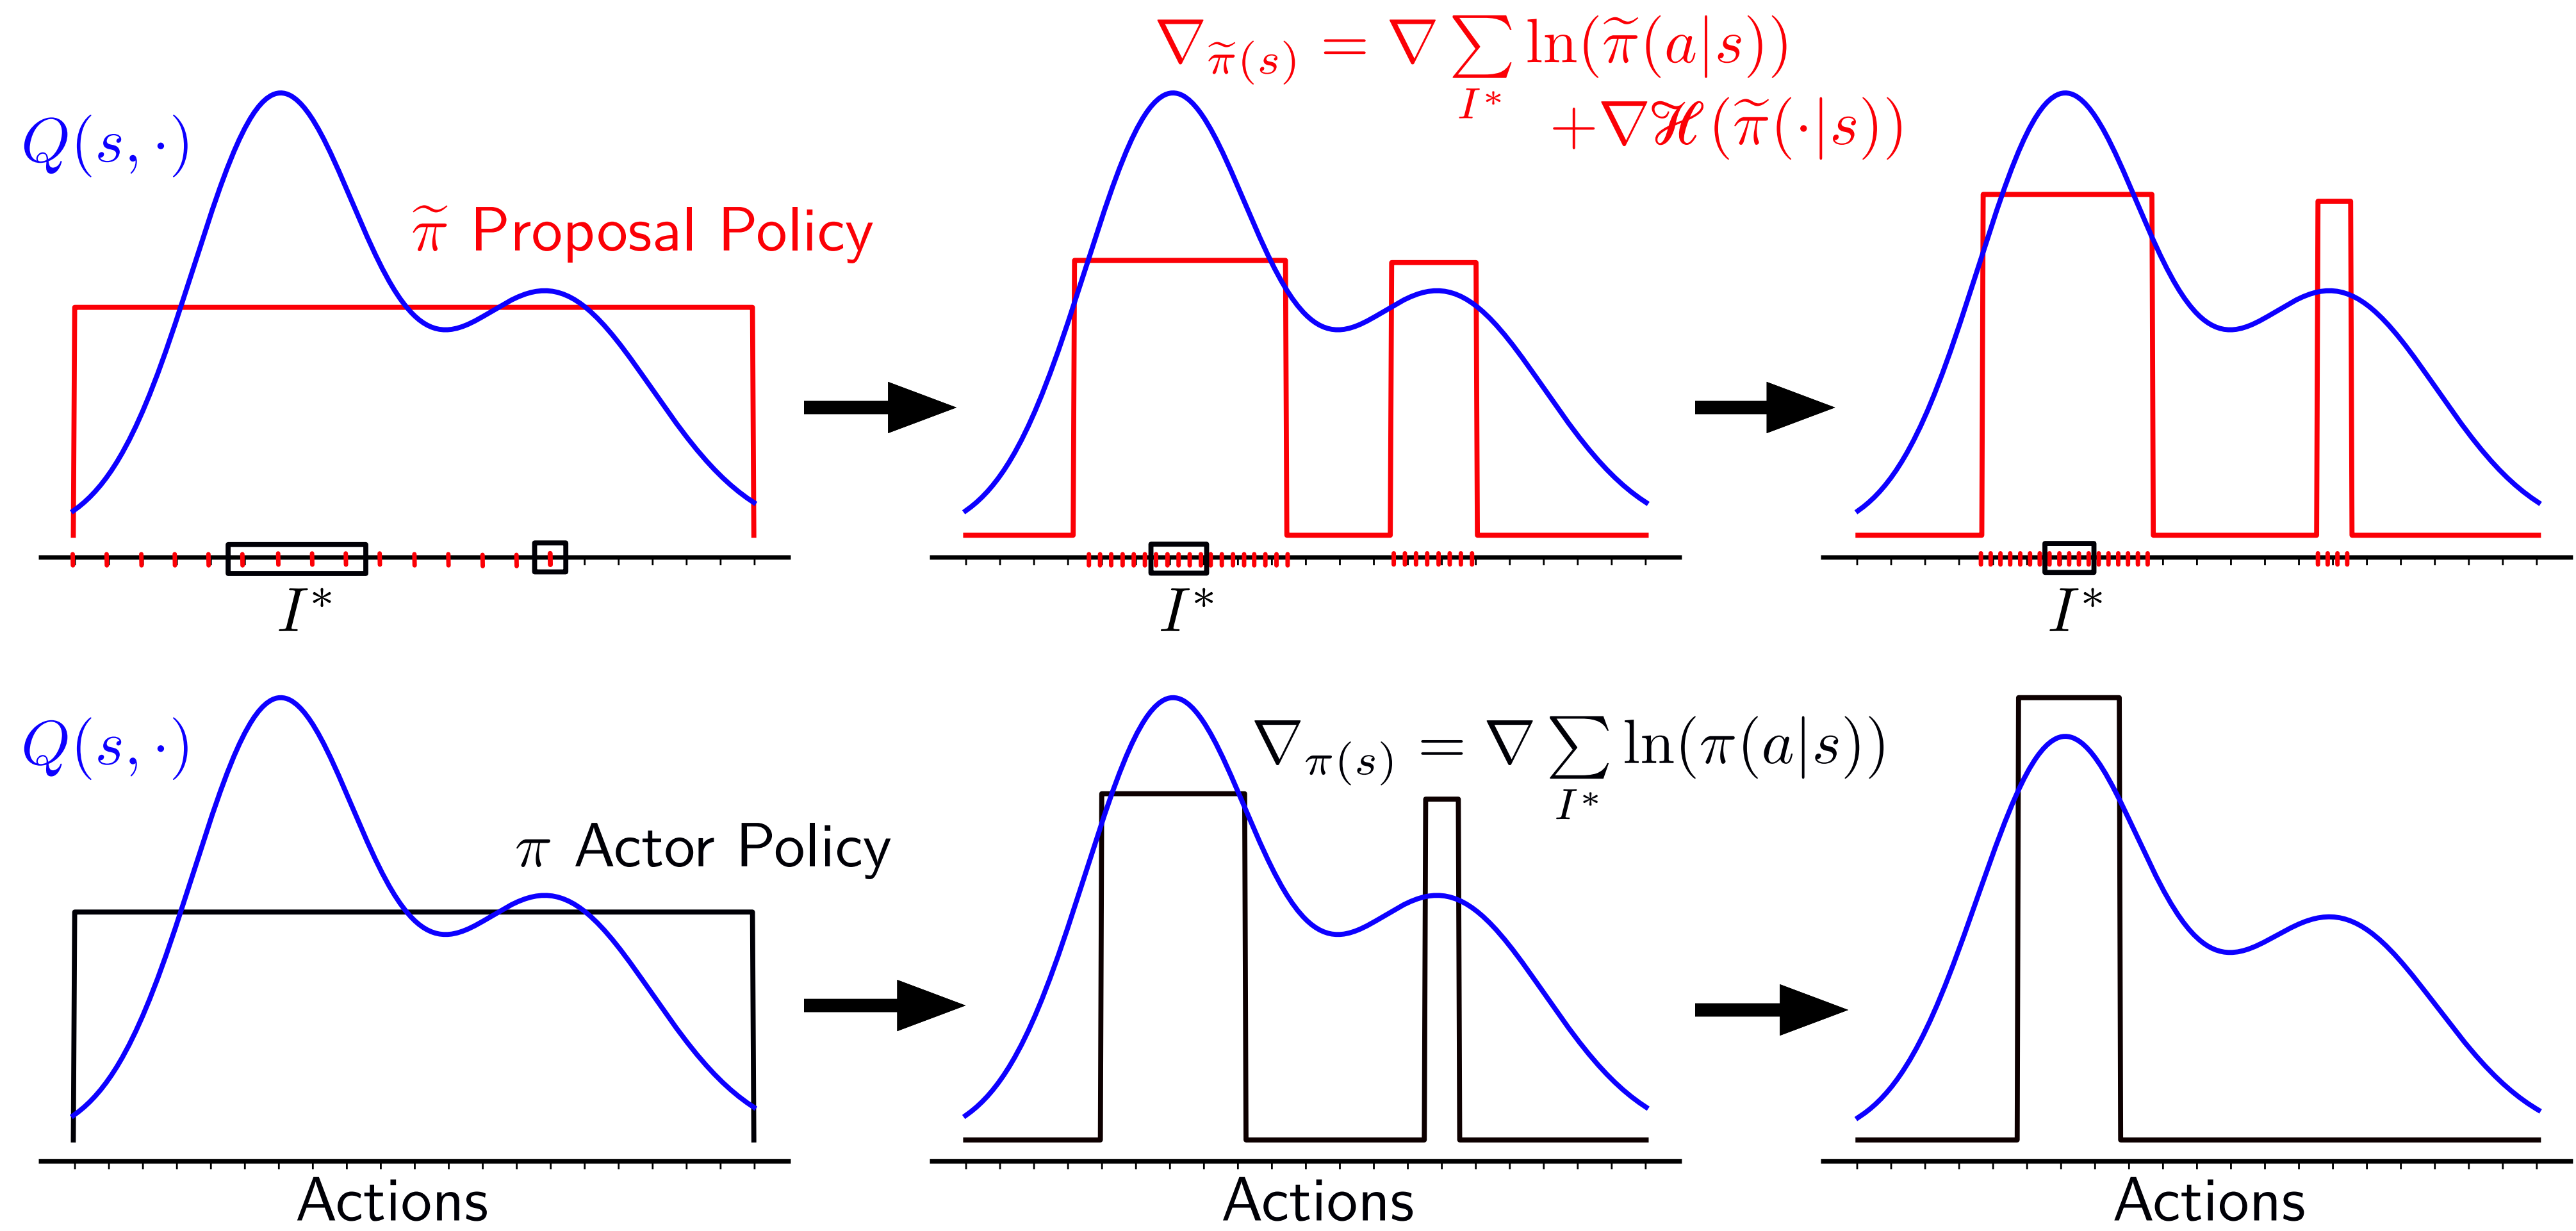 ∇_{π̃(s)} = ∇ ∑_{I*} ln(π̃(a|s))
+∇ℋ(π̃(·|s))
Q(s, ·)
π̃ Proposal Policy
I*
I*
I*
Q(s, ·)
∇_{π(s)} = ∇ ∑_{I*} ln(π(a|s))
π Actor Policy
Actions
Actions
Actions